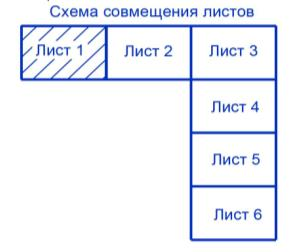 Схема совмещения листов
Лист 1 Лист 2 Лист 3
Лист 4
Лист 5
Лист 6